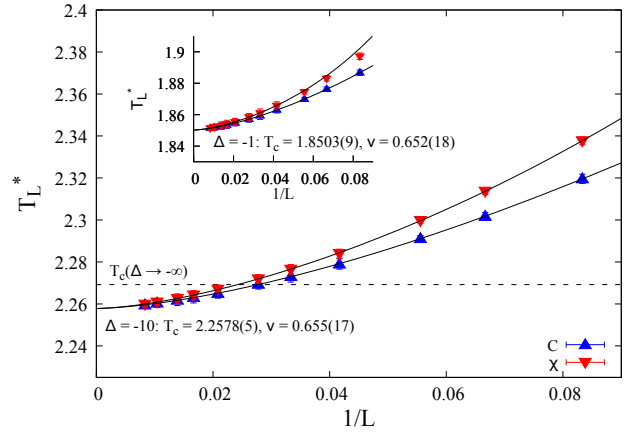 2.4
2.38
2.36
2.34
2.32
2.3
2.28
2.26
2.24
T_L^*
0
0.02
0.04
0.06
0.08
1/L
1.9
1.88
1.86
1.84
T_L^*
0
0.02
0.04
0.06
0.08
1/L
Δ = -1: T_c = 1.8503(9), ν = 0.652(18)
T_c(Δ → -∞)
Δ = -10: T_c = 2.2578(5), ν = 0.655(17)
C
χ